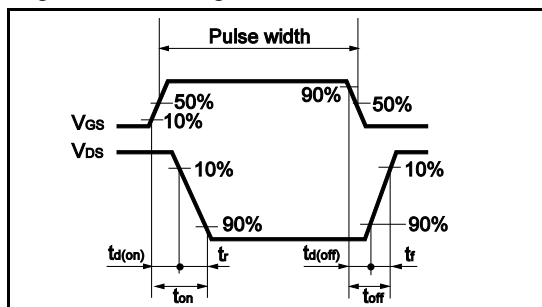 Pulse width
90%
50%
50%
10%
VGS
VDS
10%
10%
90%
90%
td(on)
tr
td(off)
tf
ton
toff